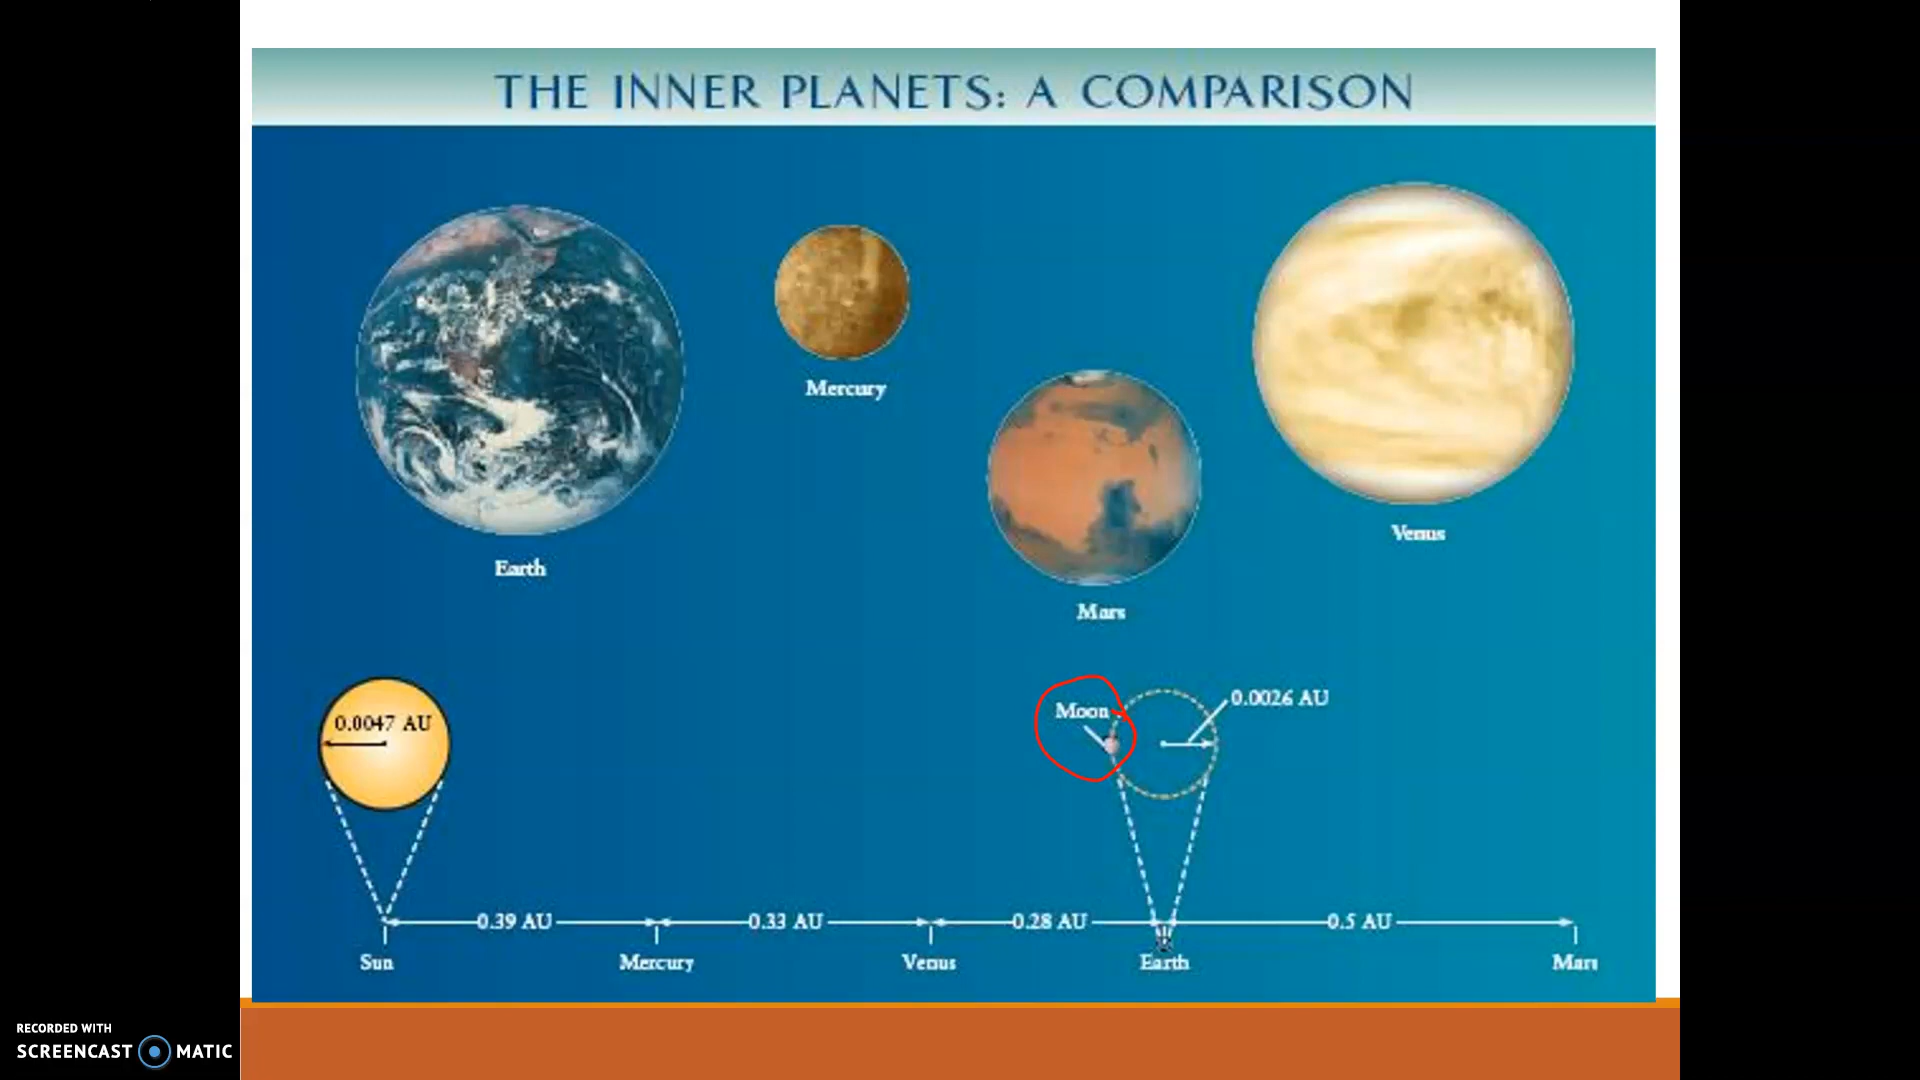 THE INNER PLANETS: A COMPARISON
Mercury
Venus
Earth
Mars
0.0047 AU
Moon
0.0026 AU
0.39 AU
0.33 AU
0.28 AU
0.5 AU
Sun
Mercury
Venus
Earth
Mars
RECORDED WITH
SCREENCAST MATIC